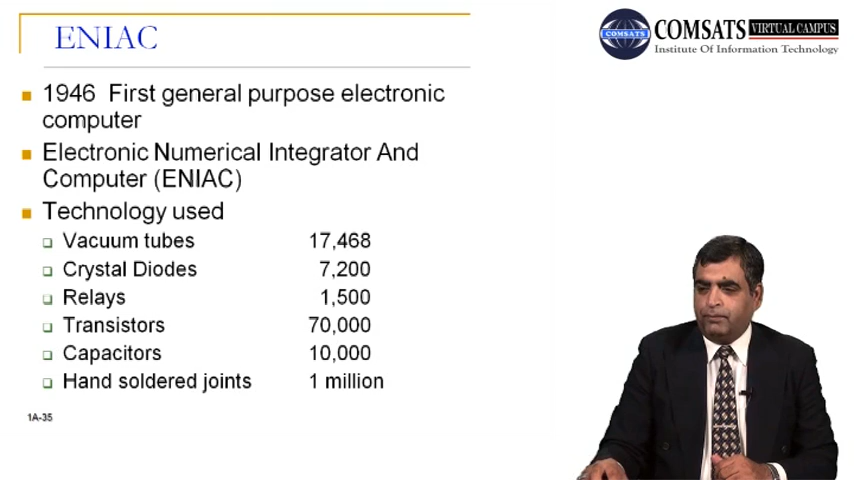 ENIAC
COMSATS
COMSATS VIRTUAL CAMPUS
Institute Of Information Technology
1946 First general purpose electronic
computer
Electronic Numerical Integrator And
Computer (ENIAC)
Technology used
Vacuum tubes 17,468
Crystal Diodes 7,200
Relays 1,500
Transistors 70,000
Capacitors 10,000
Hand soldered joints 1 million
1A-35